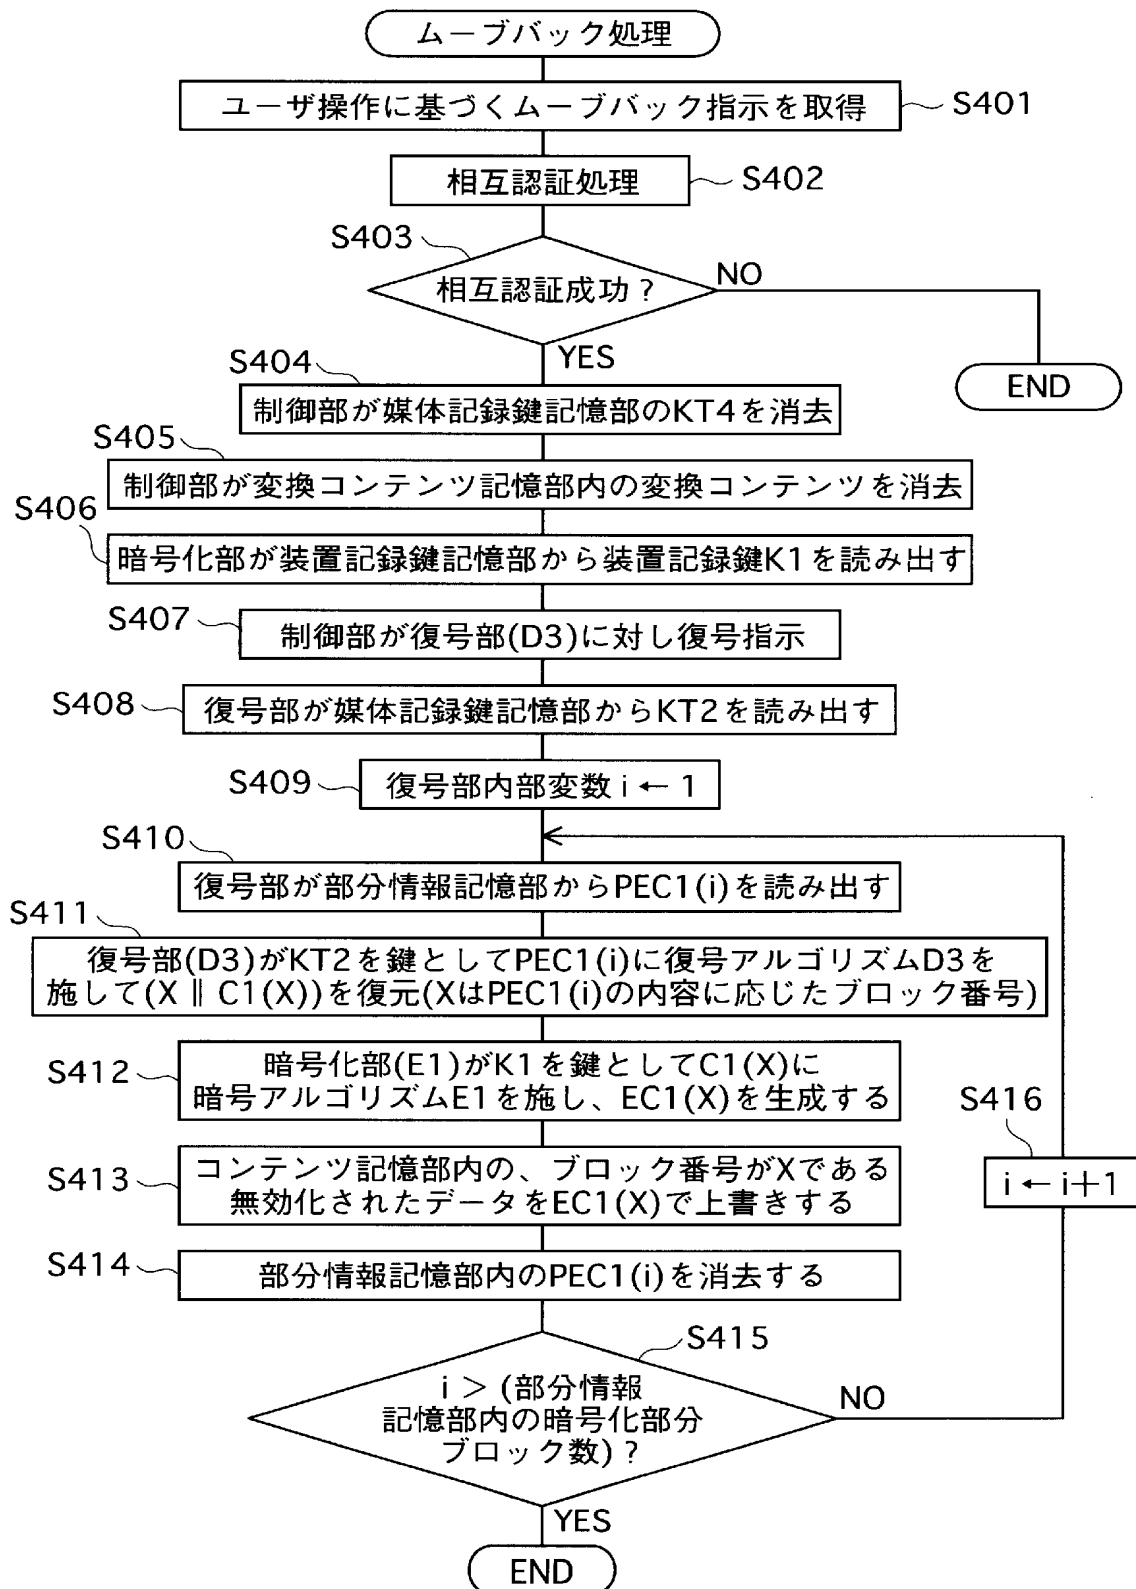 ムーブバック処理
ユーザ操作に基づくムーブバック指示を取得
S401
相互認証処理
S402
S403
相互認証成功?
NO
YES
END
S404
制御部が媒体記録鍵記憶部のKT4を消去
S405
制御部が変換コンテンツ記憶部内の変換コンテンツを消去
S406
暗号化部が装置記録鍵記憶部から装置記録鍵K1を読み出す
S407
制御部が復号部(D3)に対し復号指示
S408
復号部が媒体記録鍵記憶部からKT2を読み出す
S409
復号部内部変数 i ← 1
S410
復号部が部分情報記憶部からPEC1(i)を読み出す
S411
復号部(D3)がKT2を鍵としてPEC1(i)に復号アルゴリズムD3を
施して(X ∥ C1(X))を復元(XはPEC1(i)の内容に応じたブロック番号)
S412
暗号化部(E1)がK1を鍵としてC1(X)に
暗号アルゴリズムE1を施し、EC1(X)を生成する
S416
i ← i+1
S413
コンテンツ記憶部内の、ブロック番号がXである
無効化されたデータをEC1(X)で上書きする
S414
部分情報記憶部内のPEC1(i)を消去する
S415
i > (部分情報
記憶部内の暗号化部分
ブロック数) ?
NO
YES
END